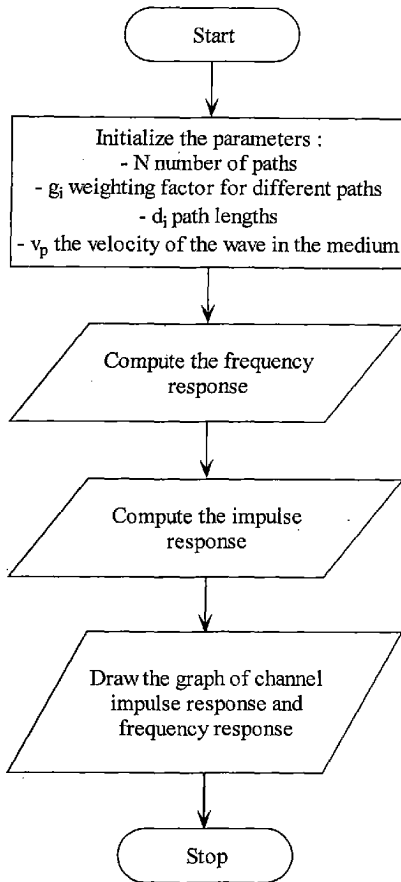 Start
Initialize the parameters :
- N number of paths
- gᵢ weighting factor for different paths
- dᵢ path lengths
- vₚ the velocity of the wave in the medium
Compute the frequency
response
Compute the impulse
response
Draw the graph of channel
impulse response and
frequency response
Stop